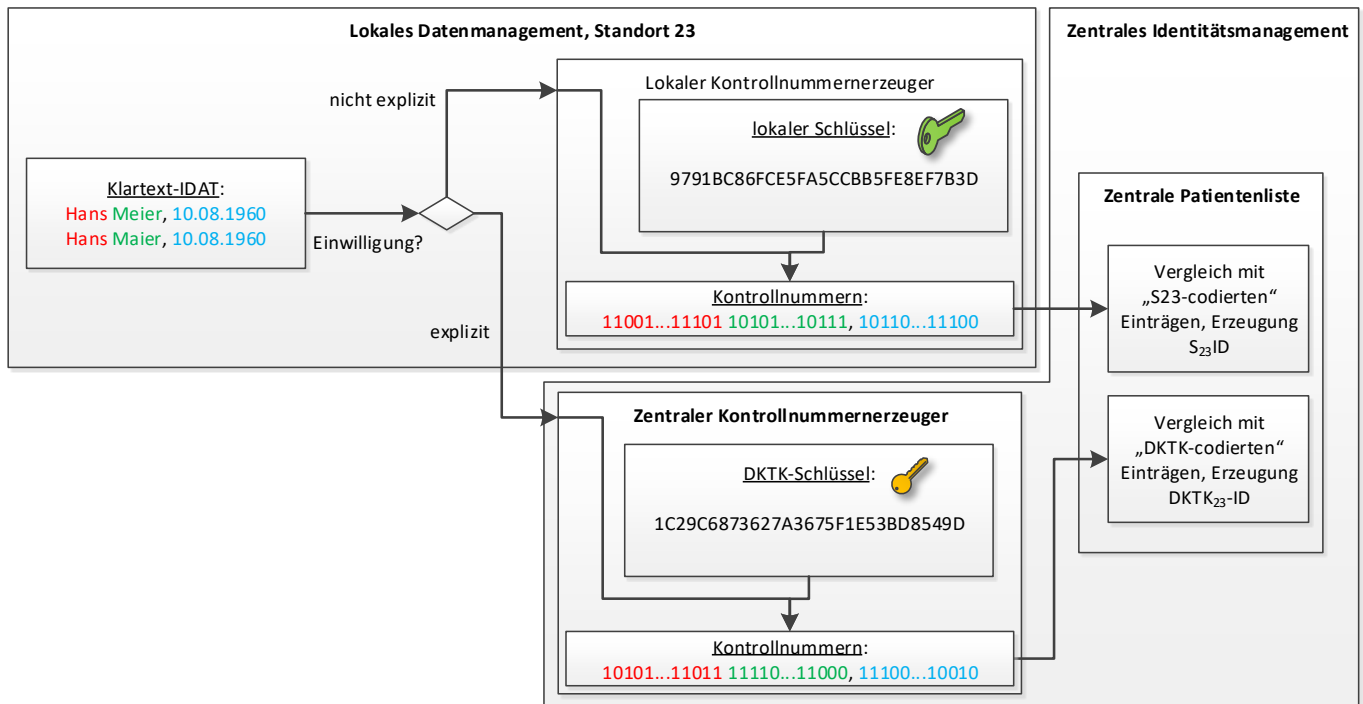 Lokales Datenmanagement, Standort 23
Zentrales Identitätsmanagement
nicht explizit
Lokaler Kontrollnummernerzeuger
lokaler Schlüssel:
9791BC86FCE5FA5CCBB5FE8EF7B3D
Klartext-IDAT:
Hans Meier, 10.08.1960
Hans Maier, 10.08.1960
Einwilligung?
explizit
Kontrollnummern:
11001...11101 10101...10111, 10110...11100
Zentrale Patientenliste
Vergleich mit
„S23-codierten“
Einträgen, Erzeugung
S₂₃ID
Zentraler Kontrollnummernerzeuger
DKTK-Schlüssel:
1C29C6873627A3675F1E53BD8549D
Kontrollnummern:
10101...11011 11110...11000, 11100...10010
Vergleich mit
„DKTK-codierten“
Einträgen, Erzeugung
DKTK₂₃-ID